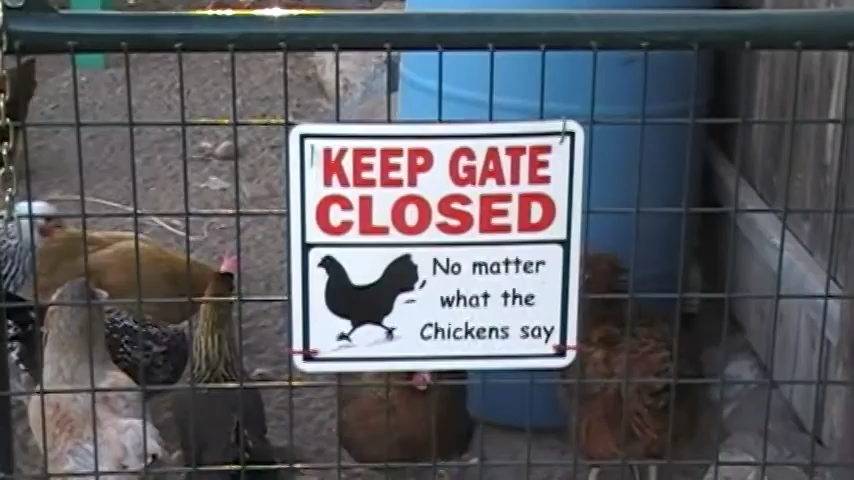 KEEP GATE
CLOSED
No matter
what the
Chickens say